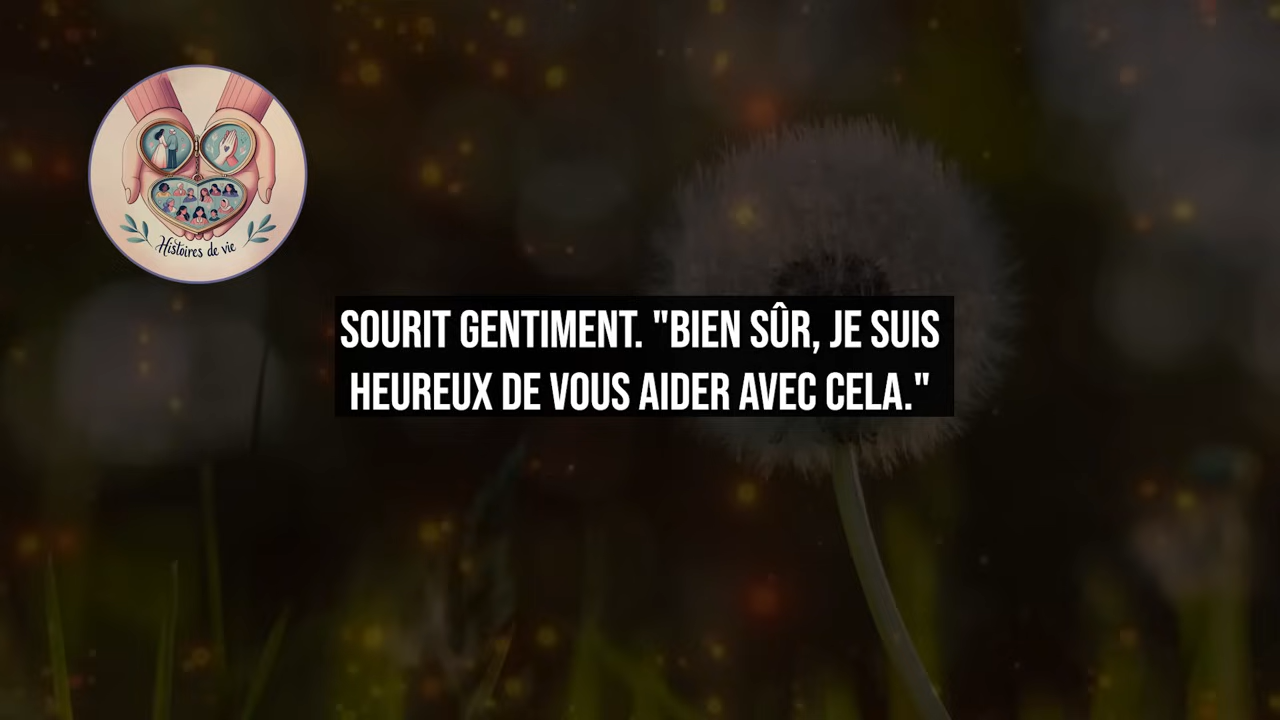 Histoires de vie
SOURIT GENTIMENT. "BIEN SÛR, JE SUIS
HEUREUX DE VOUS AIDER AVEC CELA."